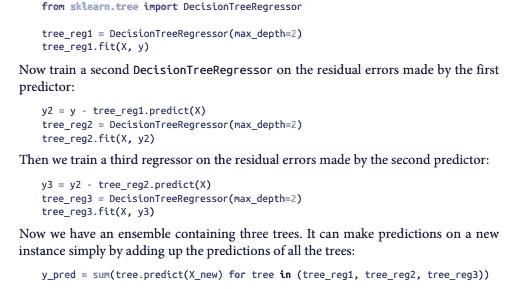 from sklearn.tree import DecisionTreeRegressor
tree_reg1 = DecisionTreeRegressor(max_depth=2)
tree_reg1.fit(X, y)
Now train a second DecisionTreeRegressor on the residual errors made by the first
predictor:
y2 = y - tree_reg1.predict(X)
tree_reg2 = DecisionTreeRegressor(max_depth=2)
tree_reg2.fit(X, y2)
Then we train a third regressor on the residual errors made by the second predictor:
y3 = y2 - tree_reg2.predict(X)
tree_reg3 = DecisionTreeRegressor(max_depth=2)
tree_reg3.fit(X, y3)
Now we have an ensemble containing three trees. It can make predictions on a new
instance simply by adding up the predictions of all the trees:
y_pred = sum(tree.predict(X_new) for tree in (tree_reg1, tree_reg2, tree_reg3))